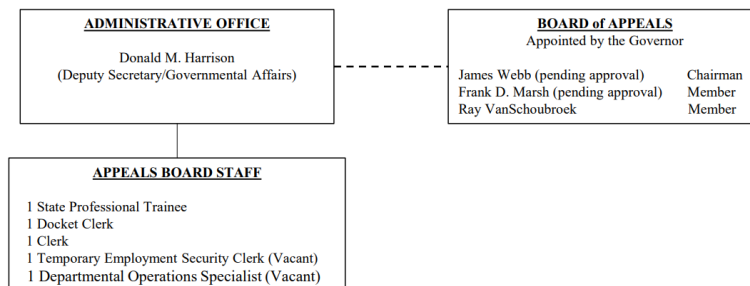 ADMINISTRATIVE OFFICE
Donald M. Harrison
(Deputy Secretary/Governmental Affairs)
BOARD of APPEALS
Appointed by the Governor
James Webb (pending approval) Chairman
Frank D. Marsh (pending approval) Member
Ray VanSchoubroek Member
APPEALS BOARD STAFF
1 State Professional Trainee
1 Docket Clerk
1 Clerk
1 Temporary Employment Security Clerk (Vacant)
1 Departmental Operations Specialist (Vacant)